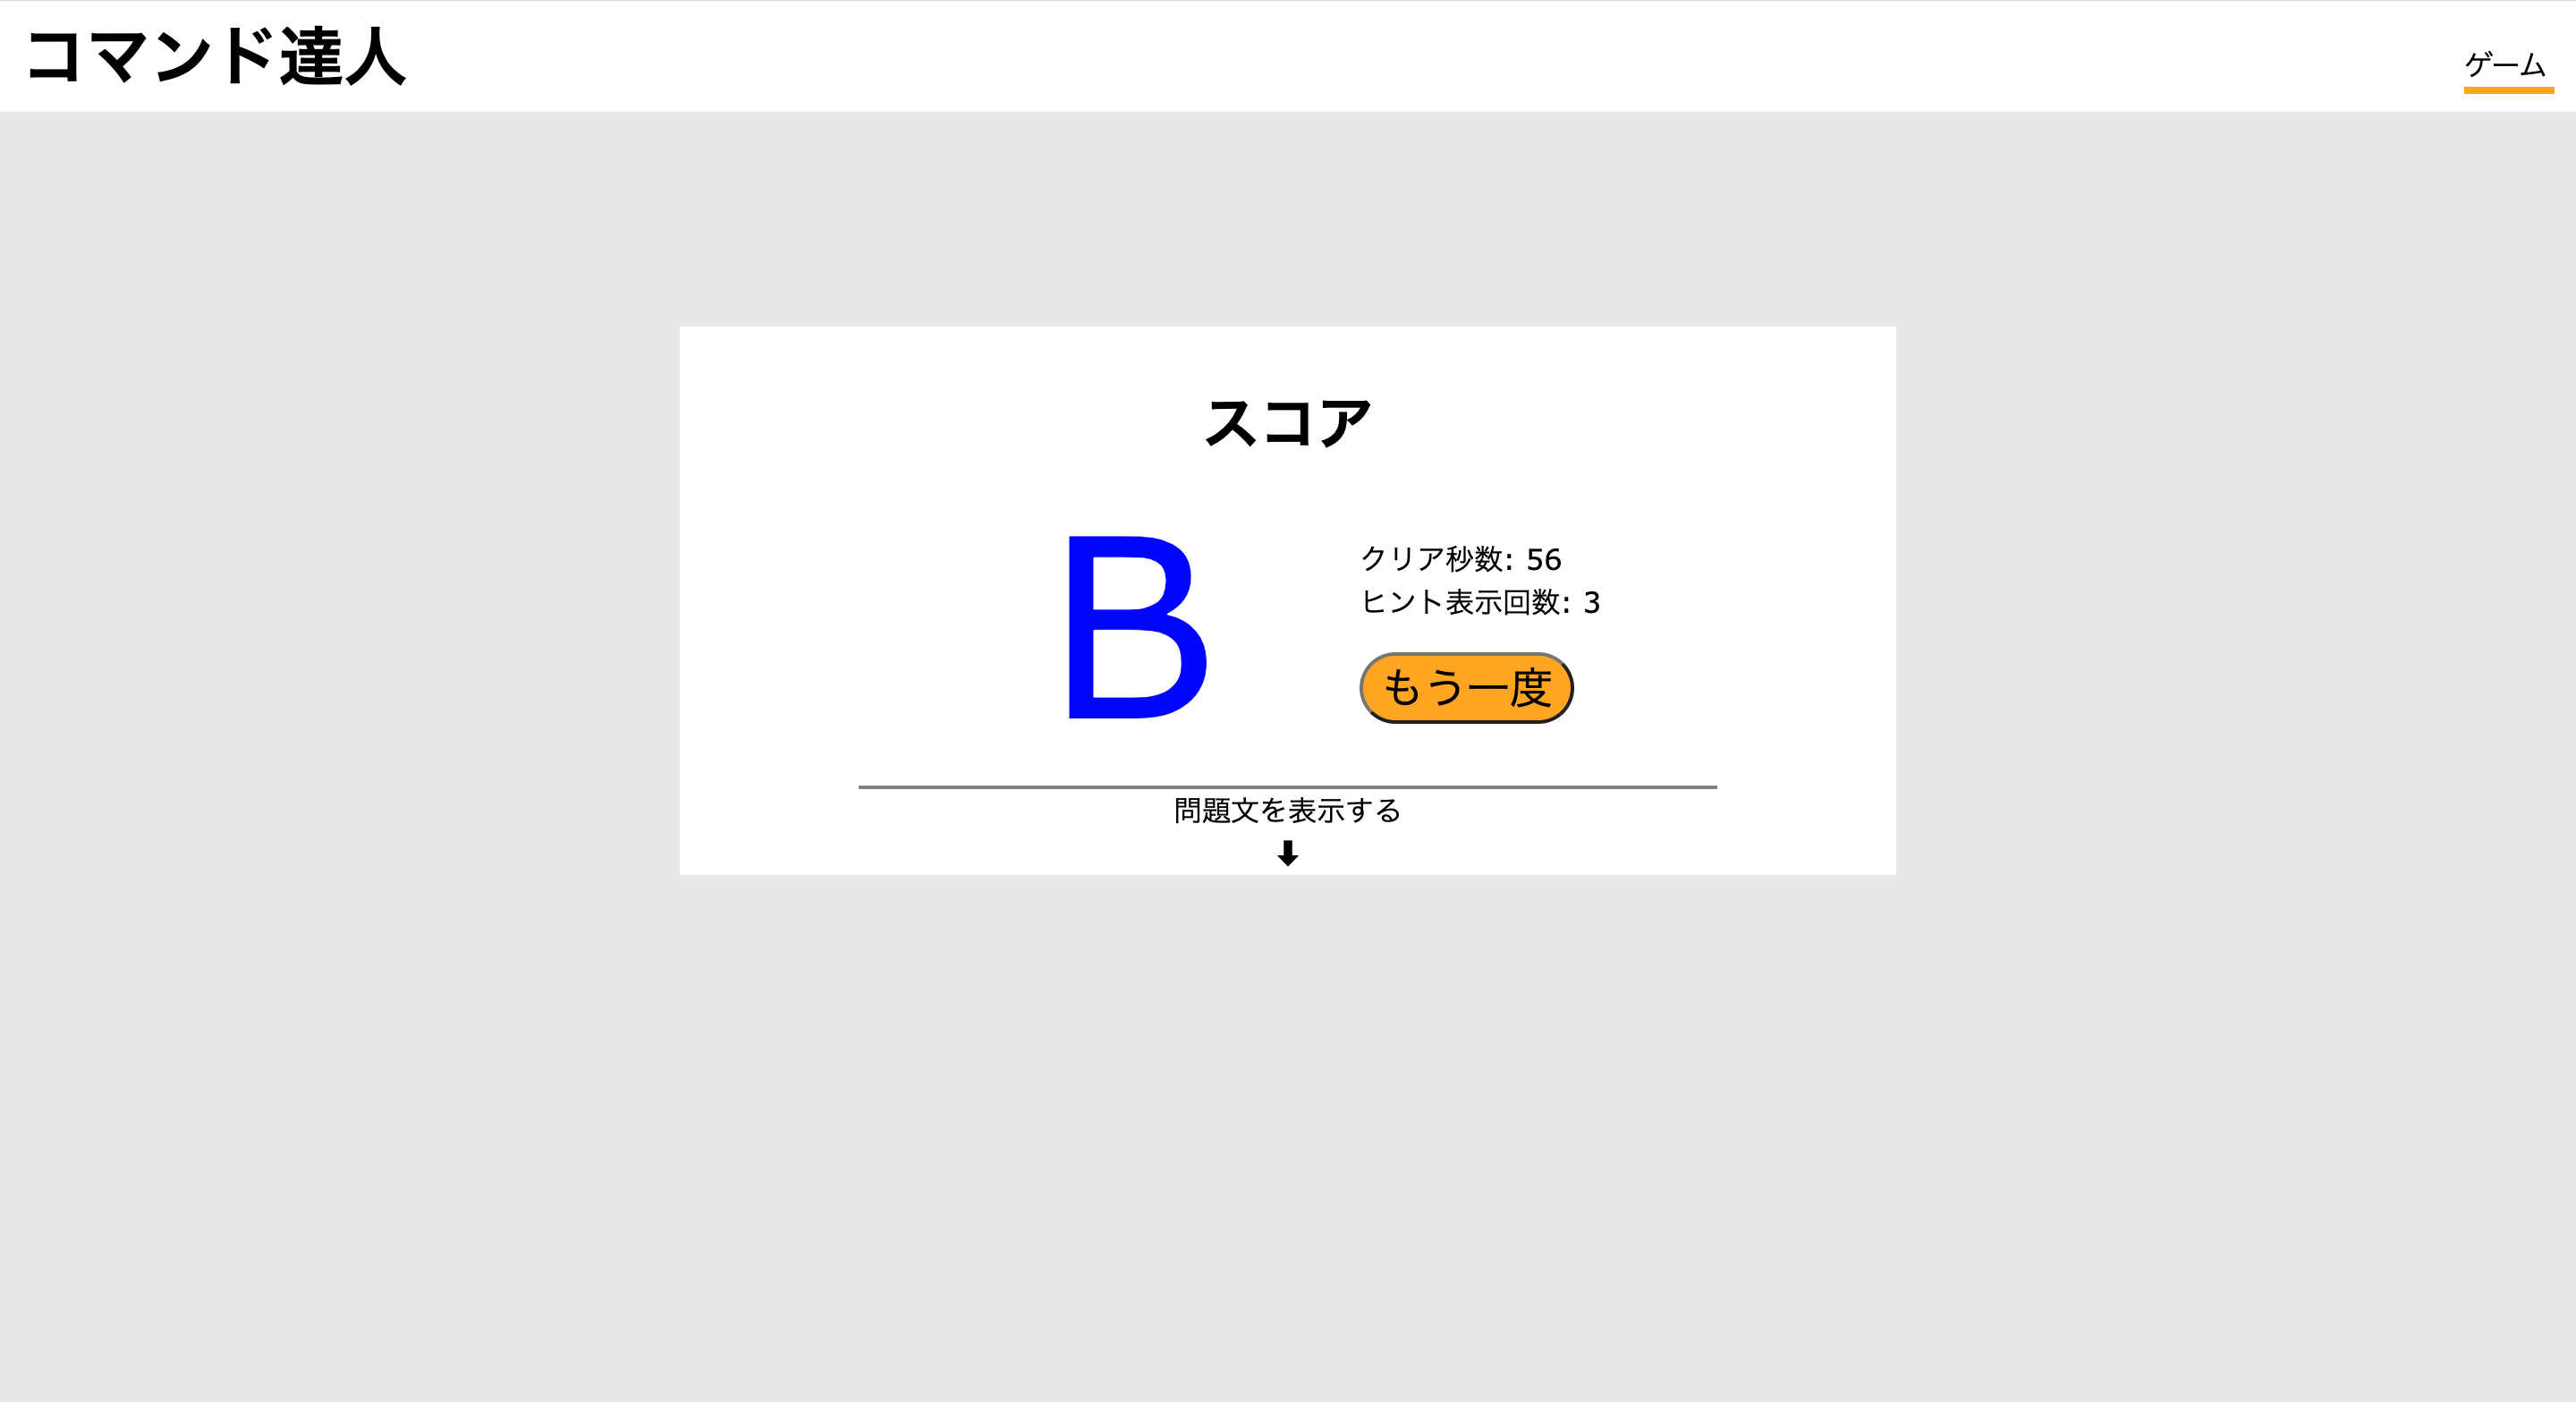 コマンド達人
ゲーム
スコア
B
クリア秒数: 56
ヒント表示回数: 3
もう一度
問題文を表示する